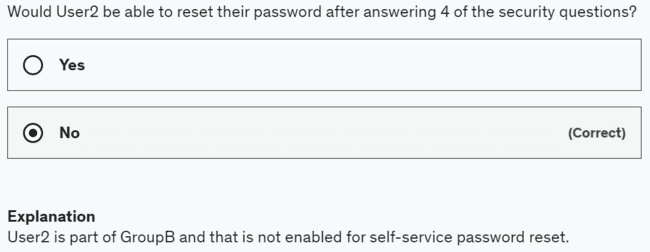 Would User2 be able to reset their password after answering 4 of the security questions?
Yes
No
(Correct)
Explanation
User2 is part of GroupB and that is not enabled for self-service password reset.